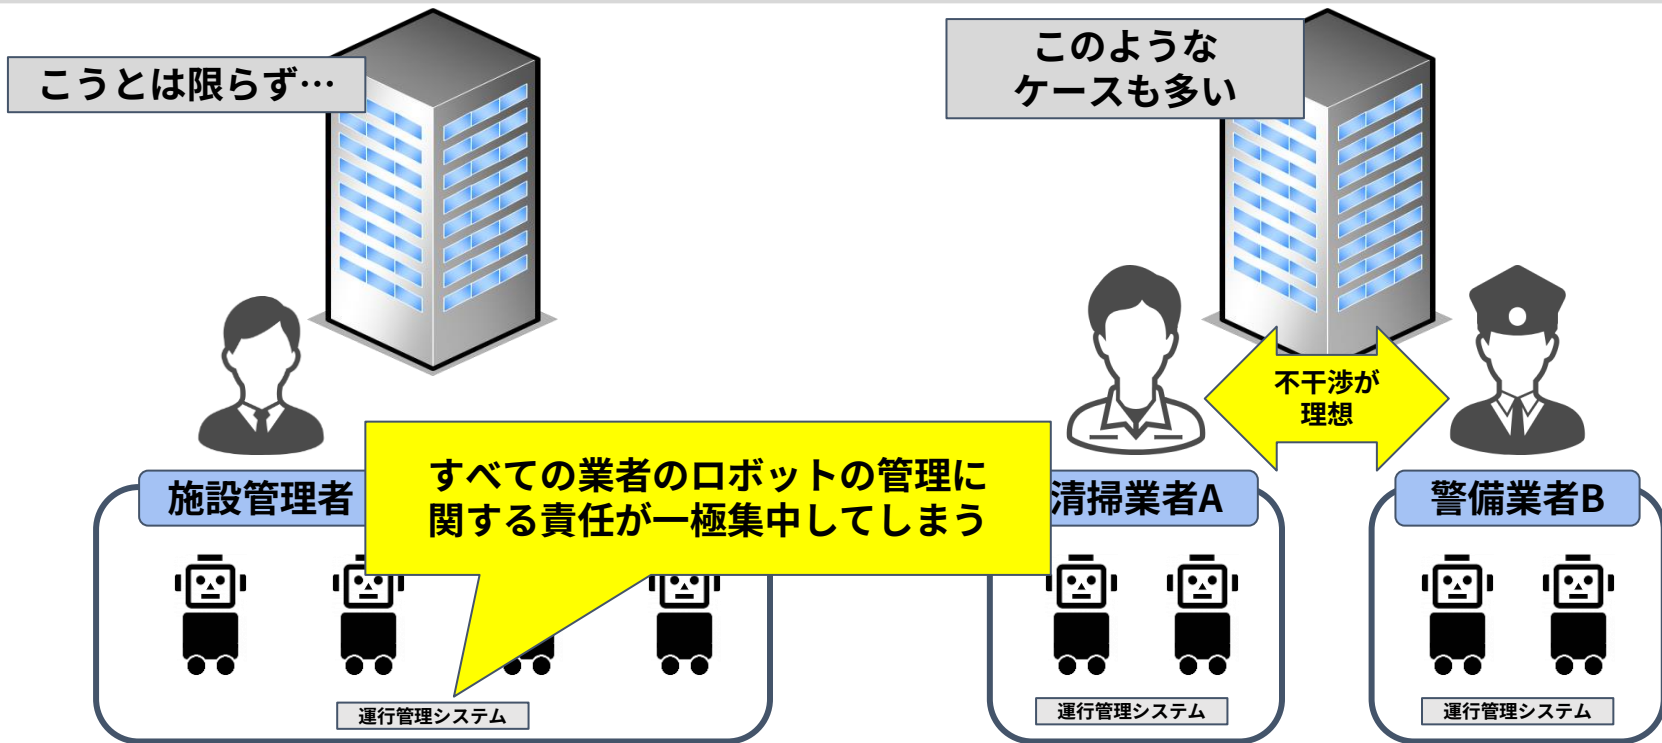 こうとは限らず…
このような
ケースも多い
不干渉が
理想
すべての業者のロボットの管理に
関する責任が一極集中してしまう
施設管理者
清掃業者A
警備業者B
運行管理システム
運行管理システム
運行管理システム